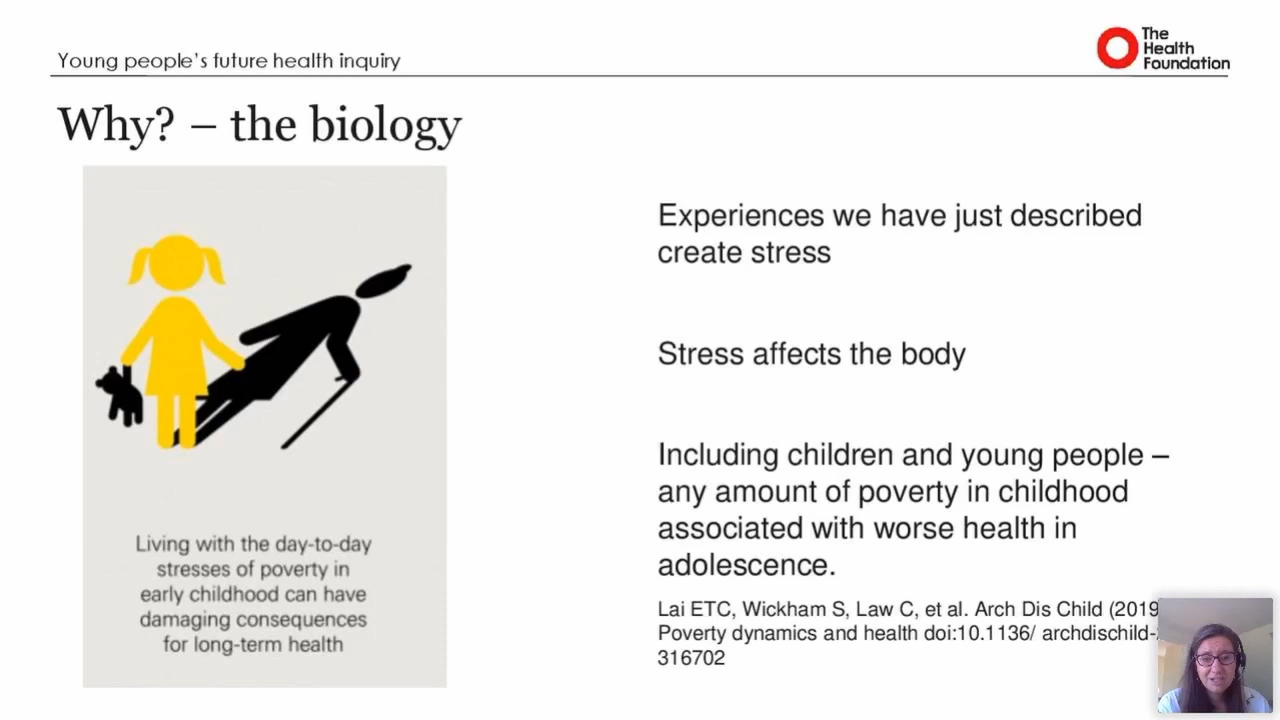 Young people's future health inquiry
The
Health
Foundation
Why? – the biology
Living with the day-to-day
stresses of poverty in
early childhood can have
damaging consequences
for long-term health
Experiences we have just described
create stress
Stress affects the body
Including children and young people –
any amount of poverty in childhood
associated with worse health in
adolescence.
Lai ETC, Wickham S, Law C, et al. Arch Dis Child (2019
Poverty dynamics and health doi:10.1136/ archdischild-
316702